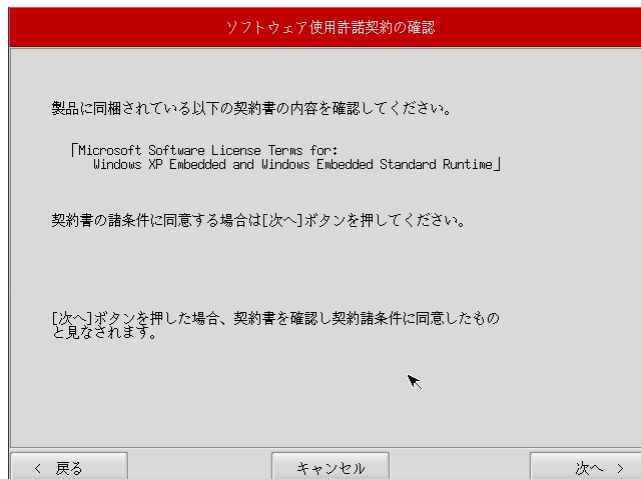 ソフトウェア使用許諾契約の確認
製品に同梱されている以下の契約書の内容を確認してください。
「Microsoft Software License Terms for:
Windows XP Embedded and Windows Embedded Standard Runtime」
契約書の諸条件に同意する場合は[次へ]ボタンを押してください。
[次へ]ボタンを押した場合、契約書を確認し契約諸条件に同意したもの
と見なされます。
< 戻る
キャンセル
次へ >